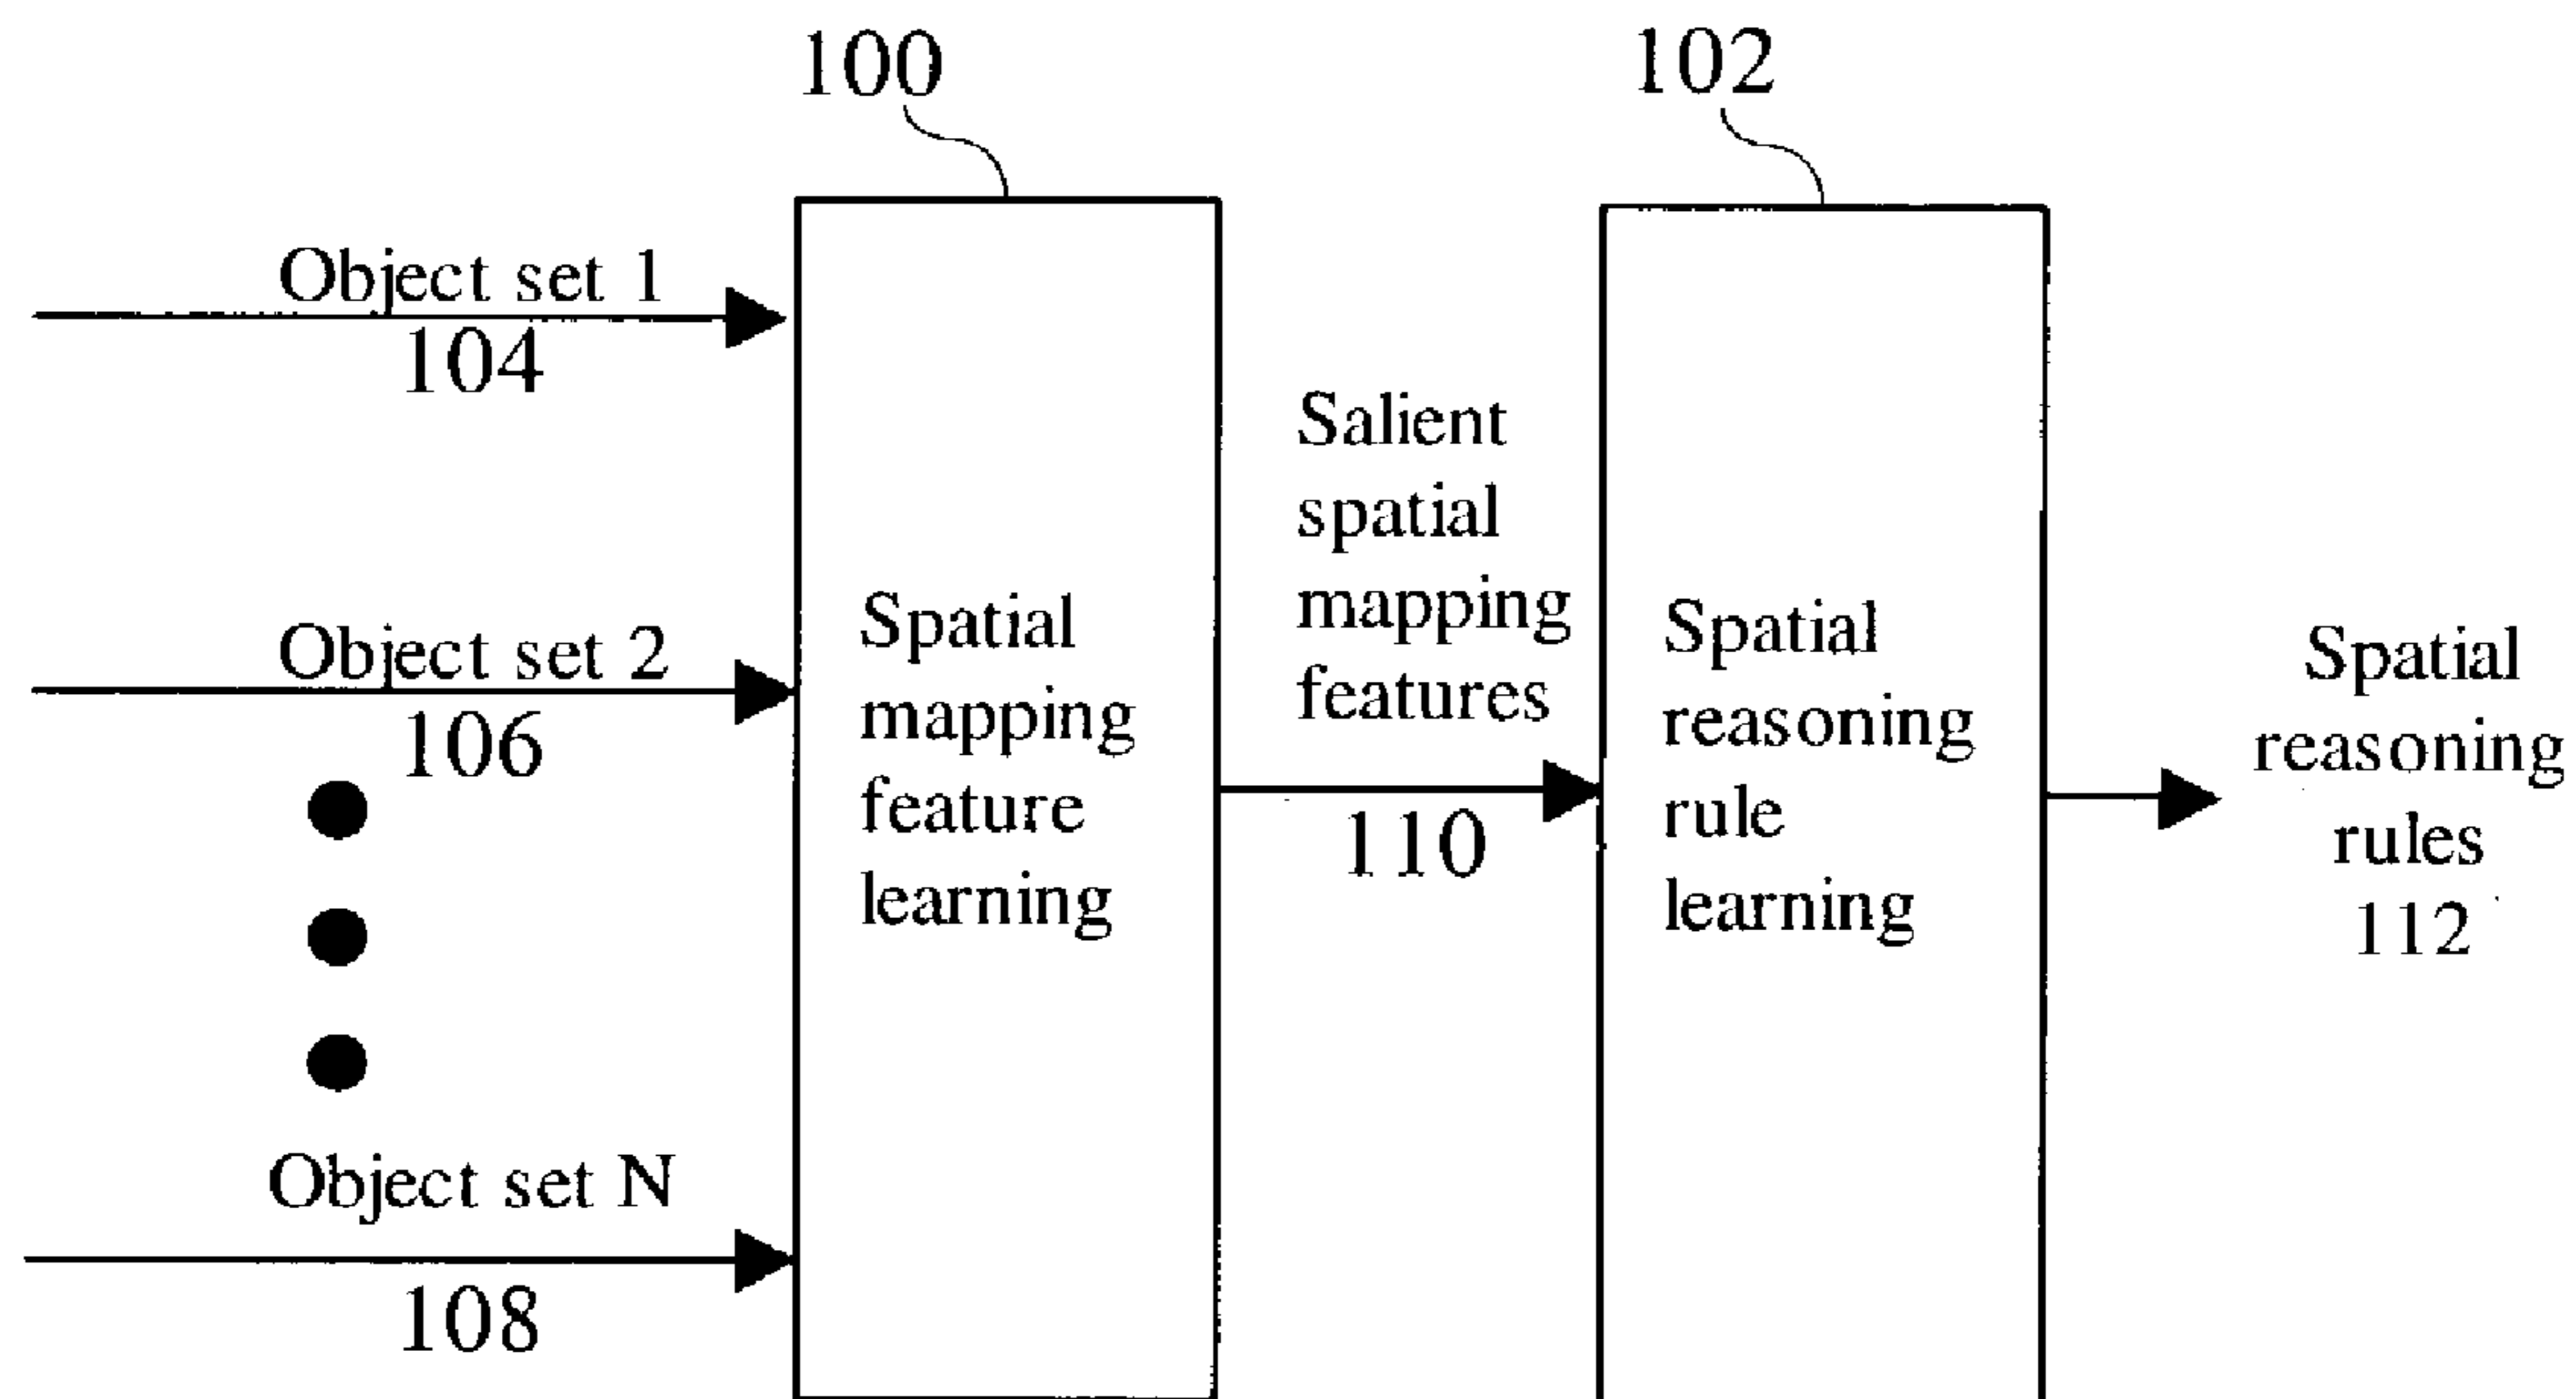 100
102
Object set 1
104
Object set 2
106
Object set N
108
Spatial
mapping
feature
learning
Salient
spatial
mapping
features
110
Spatial
reasoning
rule
learning
Spatial
reasoning
rules
112